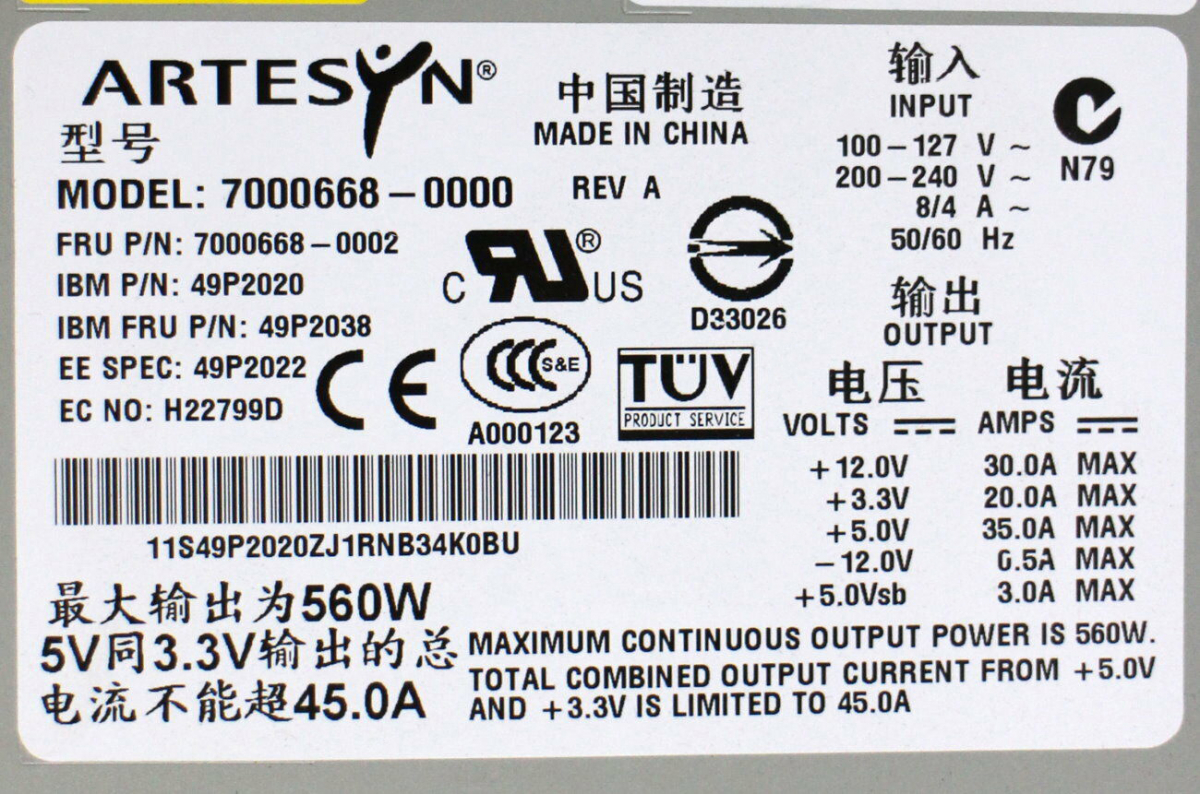 ARTESYN®
型号
MODEL: 7000668-0000
REV A
FRU P/N: 7000668-0002
IBM P/N: 49P2020
IBM FRU P/N: 49P2038
EE SPEC: 49P2022
EC NO: H22799D
中国制造
MADE IN CHINA
C RU® US
D33026
CE
CCC S&E
A000123
TÜV
PRODUCT SERVICE
输入
INPUT
100-127 V ~
200-240 V ~
8/4 A ~
50/60 Hz
N79
输出
OUTPUT
电压 电流
VOLTS AMPS
+12.0V 30.0A MAX
+3.3V 20.0A MAX
+5.0V 35.0A MAX
-12.0V 0.5A MAX
+5.0Vsb 3.0A MAX
11S49P2020ZJ1RNB34K0BU
最大输出为560W
5V同3.3V输出的总
电流不能超45.0A
MAXIMUM CONTINUOUS OUTPUT POWER IS 560W.
TOTAL COMBINED OUTPUT CURRENT FROM +5.0V
AND +3.3V IS LIMITED TO 45.0A